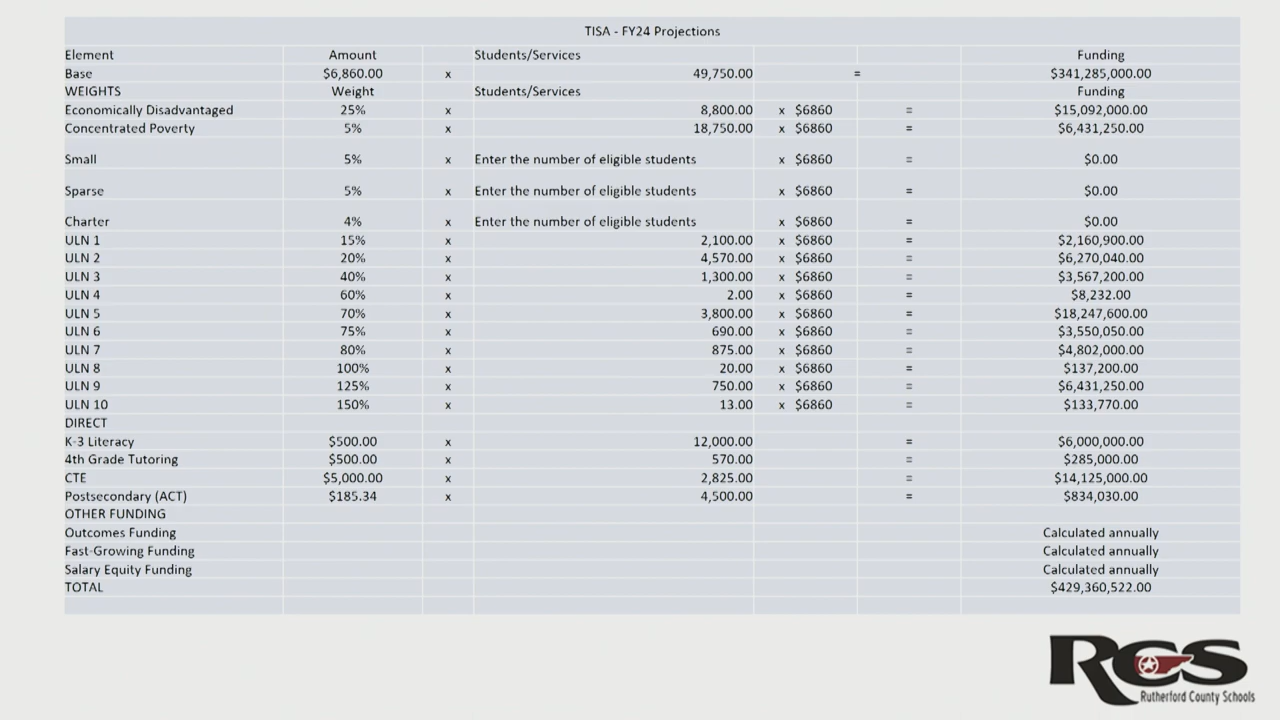 TISA - FY24 Projections
Element Amount Students/Services Funding
Base $6,860.00 x 49,750.00 = $341,285,000.00
WEIGHTS Weight Students/Services Funding
Economically Disadvantaged 25% x 8,800.00 x $6860 = $15,092,000.00
Concentrated Poverty 5% x 18,750.00 x $6860 = $6,431,250.00
Small 5% x Enter the number of eligible students x $6860 = $0.00
Sparse 5% x Enter the number of eligible students x $6860 = $0.00
Charter 4% x Enter the number of eligible students x $6860 = $0.00
ULN 1 15% x 2,100.00 x $6860 = $2,160,900.00
ULN 2 20% x 4,570.00 x $6860 = $6,270,040.00
ULN 3 40% x 1,300.00 x $6860 = $3,567,200.00
ULN 4 60% x 2.00 x $6860 = $8,232.00
ULN 5 70% x 3,800.00 x $6860 = $18,247,600.00
ULN 6 75% x 690.00 x $6860 = $3,550,050.00
ULN 7 80% x 875.00 x $6860 = $4,802,000.00
ULN 8 100% x 20.00 x $6860 = $137,200.00
ULN 9 125% x 750.00 x $6860 = $6,431,250.00
ULN 10 150% x 13.00 x $6860 = $133,770.00
DIRECT
K-3 Literacy $500.00 x 12,000.00 = $6,000,000.00
4th Grade Tutoring $500.00 x 570.00 = $285,000.00
CTE $5,000.00 x 2,825.00 = $14,125,000.00
Postsecondary (ACT) $185.34 x 4,500.00 = $834,030.00
OTHER FUNDING
Outcomes Funding Calculated annually
Fast-Growing Funding Calculated annually
Salary Equity Funding Calculated annually
TOTAL $429,360,522.00
RCS
Rutherford County Schools